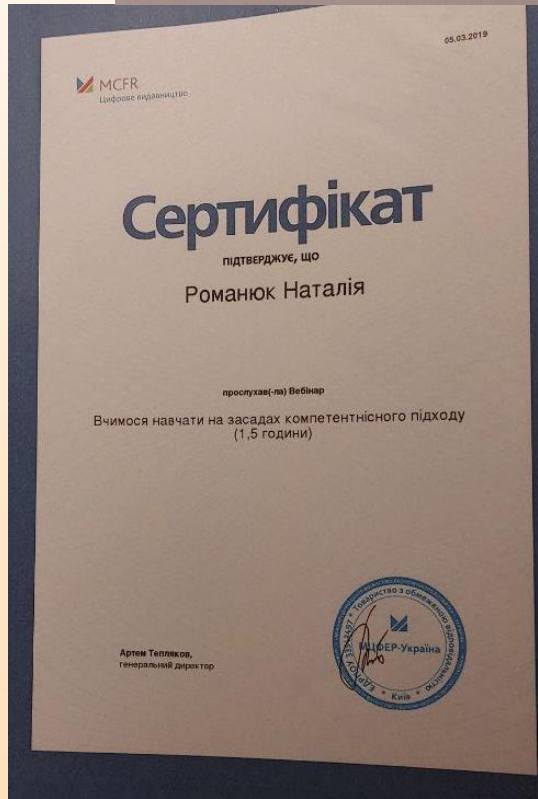 05.03.2019
MCFR
Цифрове видавництво
Сертифікат
ПІДТВЕРДЖУЄ, ЩО
Романюк Наталія
прослухав(-ла) Вебінар
Вчимося навчати на засадах компетентнісного підходу
(1,5 години)
Артем Тепляков,
генеральний директор
Товариство з обмеженою відповідальністю
МЦФЕР-Україна
Київ